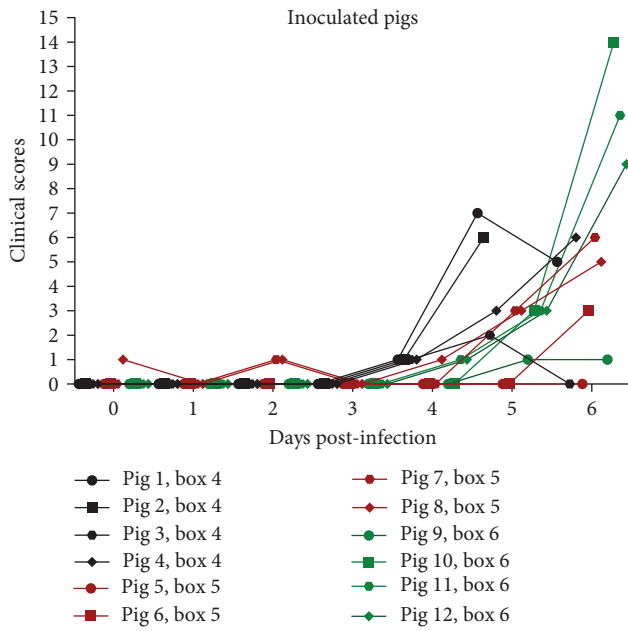 Inoculated pigs
15
14
13
12
11
10
9
8
7
6
5
4
3
2
1
0
Clinical scores
0 1 2 3 4 5 6
Days post-infection
Pig 1, box 4
Pig 2, box 4
Pig 3, box 4
Pig 4, box 4
Pig 5, box 5
Pig 6, box 5
Pig 7, box 5
Pig 8, box 5
Pig 9, box 6
Pig 10, box 6
Pig 11, box 6
Pig 12, box 6